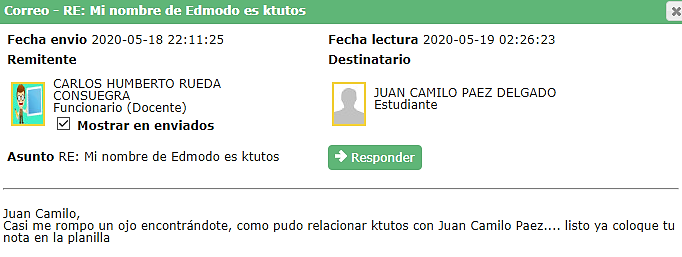 Correo - RE: Mi nombre de Edmodo es ktutos
Fecha envio 2020-05-18 22:11:25
Fecha lectura 2020-05-19 02:26:23
Remitente
Destinatario
CARLOS HUMBERTO RUEDA
CONSUEGRA
Funcionario (Docente)
Mostrar en enviados
JUAN CAMILO PAEZ DELGADO
Estudiante
Asunto RE: Mi nombre de Edmodo es ktutos
Responder
Juan Camilo,
Casi me rompo un ojo encontrándote, como pudo relacionar ktutos con Juan Camilo Paez.... listo ya coloque tu
nota en la planilla